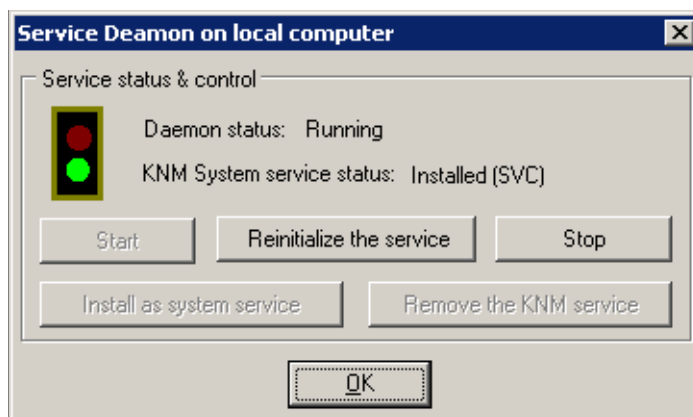 Service Deamon on local computer
Service status & control
Daemon status: Running
KNM System service status: Installed (SVC)
Start
Reinitialize the service
Stop
Install as system service
Remove the KNM service
OK